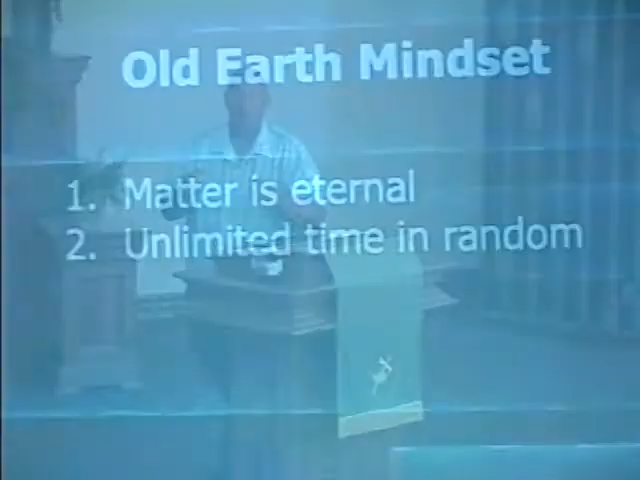 Old Earth Mindset
1. Matter is eternal
2. Unlimited time in random